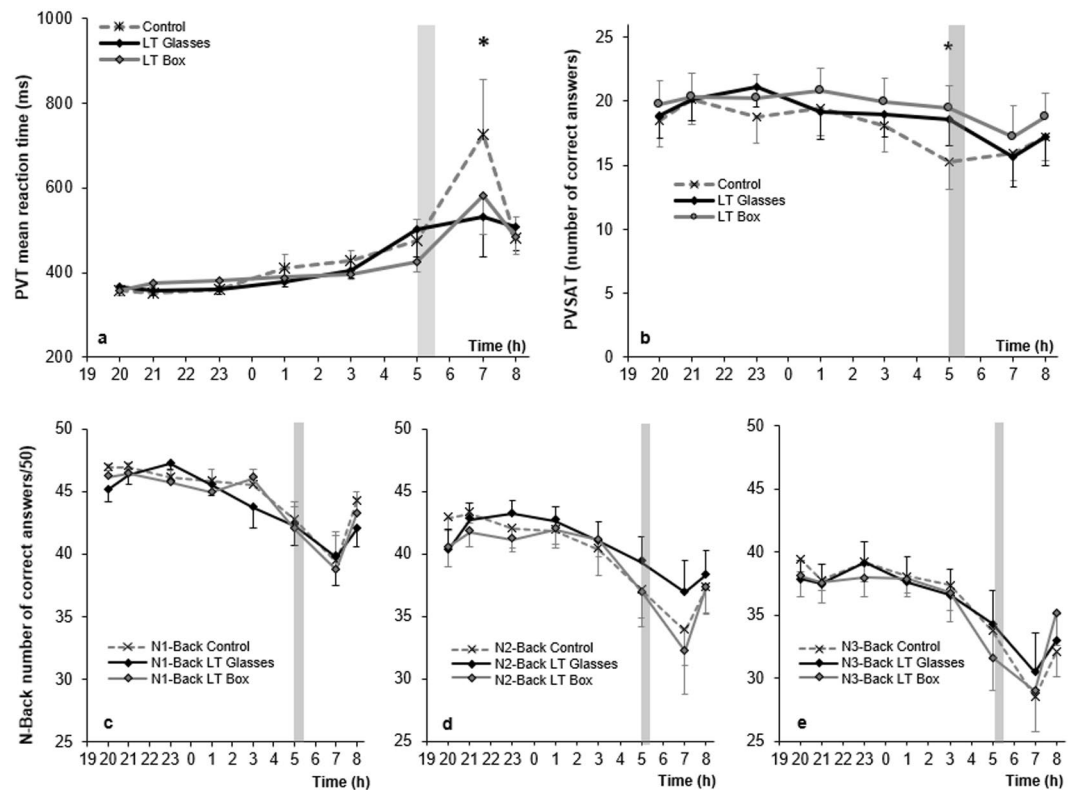 1000
800
600
400
200
PVT mean reaction time (ms)
Control
LT Glasses
LT Box
*
a
Time (h)
19 20 21 22 23 0 1 3 5 6 7 8
25
20
15
10
5
0
PVSAT (number of correct answers)
*
Control
LT Glasses
LT Box
b
Time (h)
19 20 21 22 23 0 1 3 5 6 7 8
50
45
40
35
30
25
N-Back number of correct answers/50)
N1-Back Control
N1-Back LT Glasses
N1-Back LT Box
c
19 20 21 22 23 0 1 3 4 5 6 7 8
Time (h)
50
45
40
35
30
25
N2-Back Control
N2-Back LT Glasses
N2-Back LT Box
d
19 20 21 22 23 0 1 2 3 4 5 6 7 8
Time (h)
50
45
40
35
30
25
N3-Back Control
N3-Back LT Glasses
N3-Back LT Box
e
19 20 21 22 23 0 1 2 3 4 5 6 7 8
Time (h)